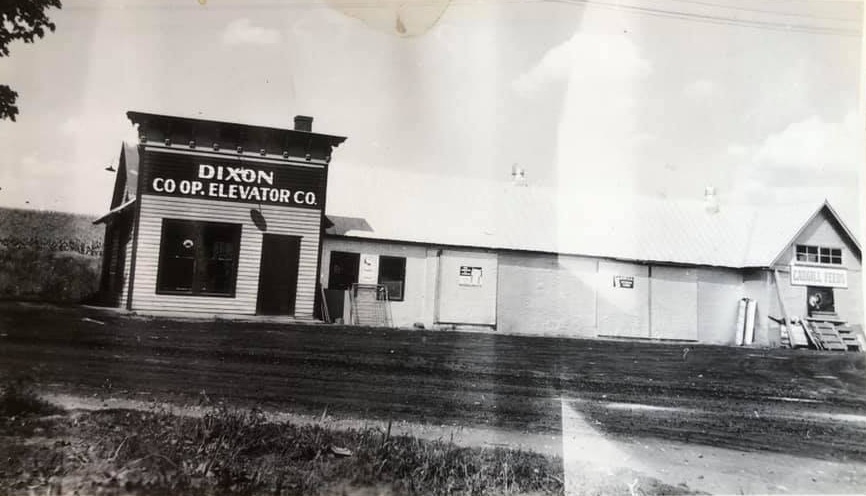 DIXON
CO OP. ELEVATOR CO.
CARGILL FEEDS